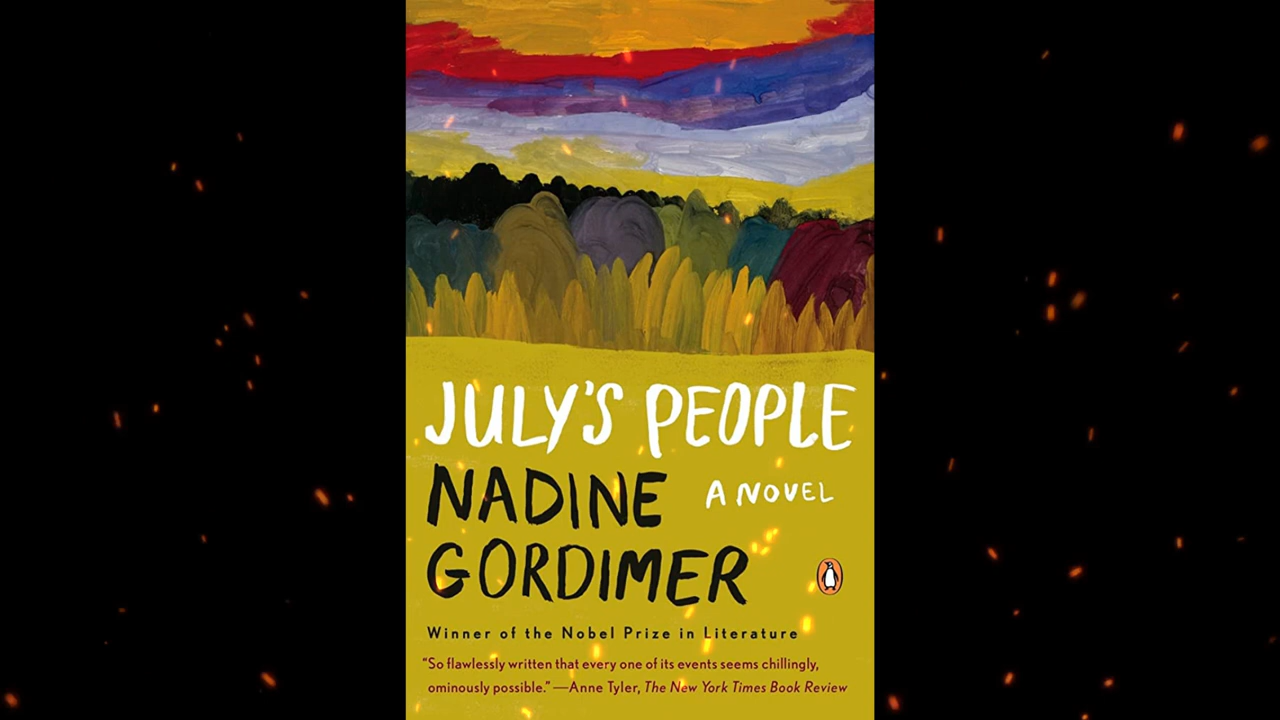 JULY'S PEOPLE
NADINE
A NOVEL
GORDIMER
Winner of the Nobel Prize in Literature
“So flawlessly written that every one of its events seems chillingly,
ominously possible.” —Anne Tyler, The New York Times Book Review